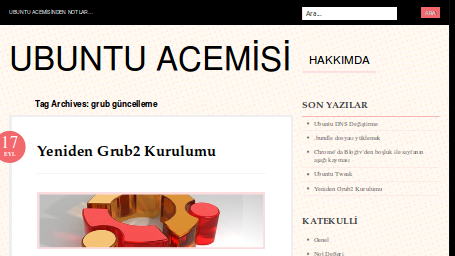 UBUNTU ACEMİSİNDEN NOTLAR...
Ara...
ARA
UBUNTU ACEMİSİ
HAKKIMDA
Tag Archives: grub güncelleme
17
EYL
Yeniden Grub2 Kurulumu
SON YAZILAR
Ubuntu DNS Değiştirme
.bundle dosyası yüklemek
Chrome'da Blogiv'den boşluk ile sayfanın
aşağı kayması
Ubuntu Tweak
Yeniden Grub2 Kurulumu
KATEKULLİ
Genel
Not Defteri